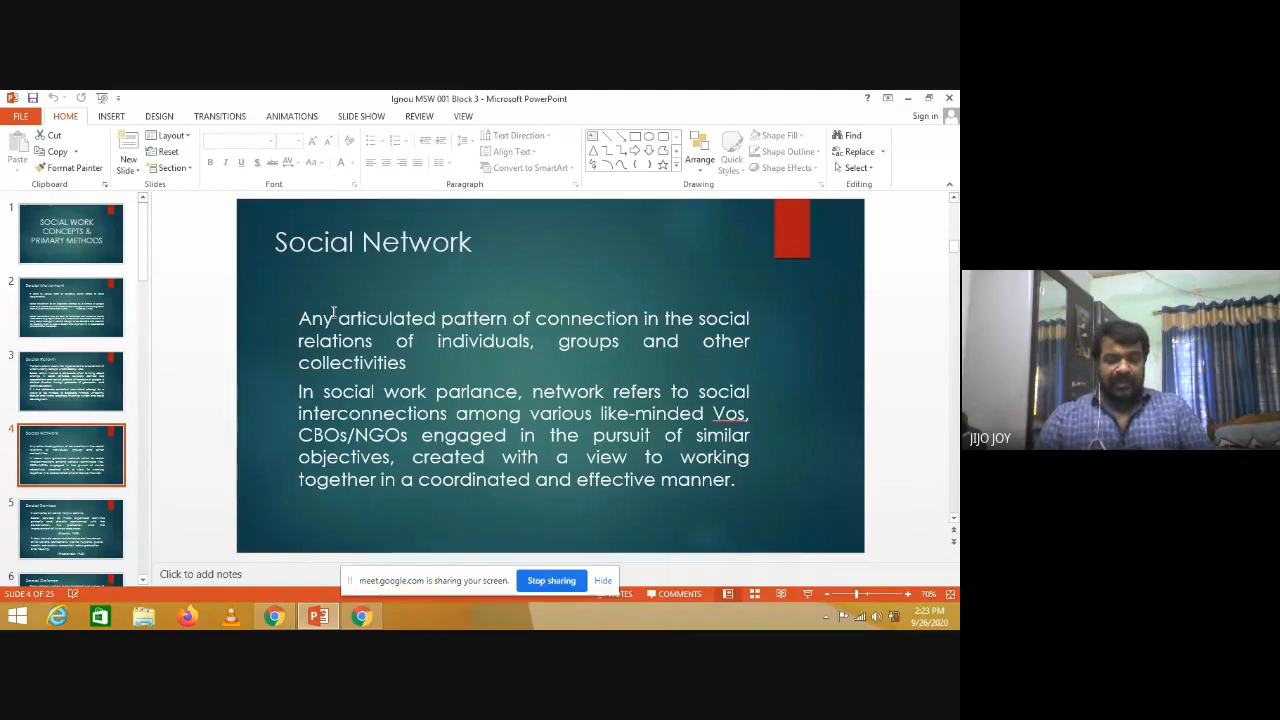 Ignou MSW 001 Block 3 - Microsoft PowerPoint
FILE HOME INSERT DESIGN TRANSITIONS ANIMATIONS SLIDE SHOW REVIEW VIEW Sign in
Paste
Cut
Copy
Format Painter
Clipboard
New
Slide
Layout
Reset
Section
Slides
Font
Text Direction
Align Text
Convert to SmartArt
Paragraph
Arrange
Quick
Styles
Shape Fill
Shape Outline
Shape Effects
Drawing
Find
Replace
Select
Editing
1
SOCIAL WORK
CONCEPTS &
PRIMARY METHODS
2
3
4
5
6
Social Network
Any articulated pattern of connection in the social
relations of individuals, groups and other
collectivities
In social work parlance, network refers to social
interconnections among various like-minded Vos,
CBOs/NGOs engaged in the pursuit of similar
objectives, created with a view to working
together in a coordinated and effective manner.
JIJO JOY
Click to add notes
meet.google.com is sharing your screen. Stop sharing Hide
SLIDE 4 OF 25 COMMENTS 70%
2:23 PM
9/26/2020